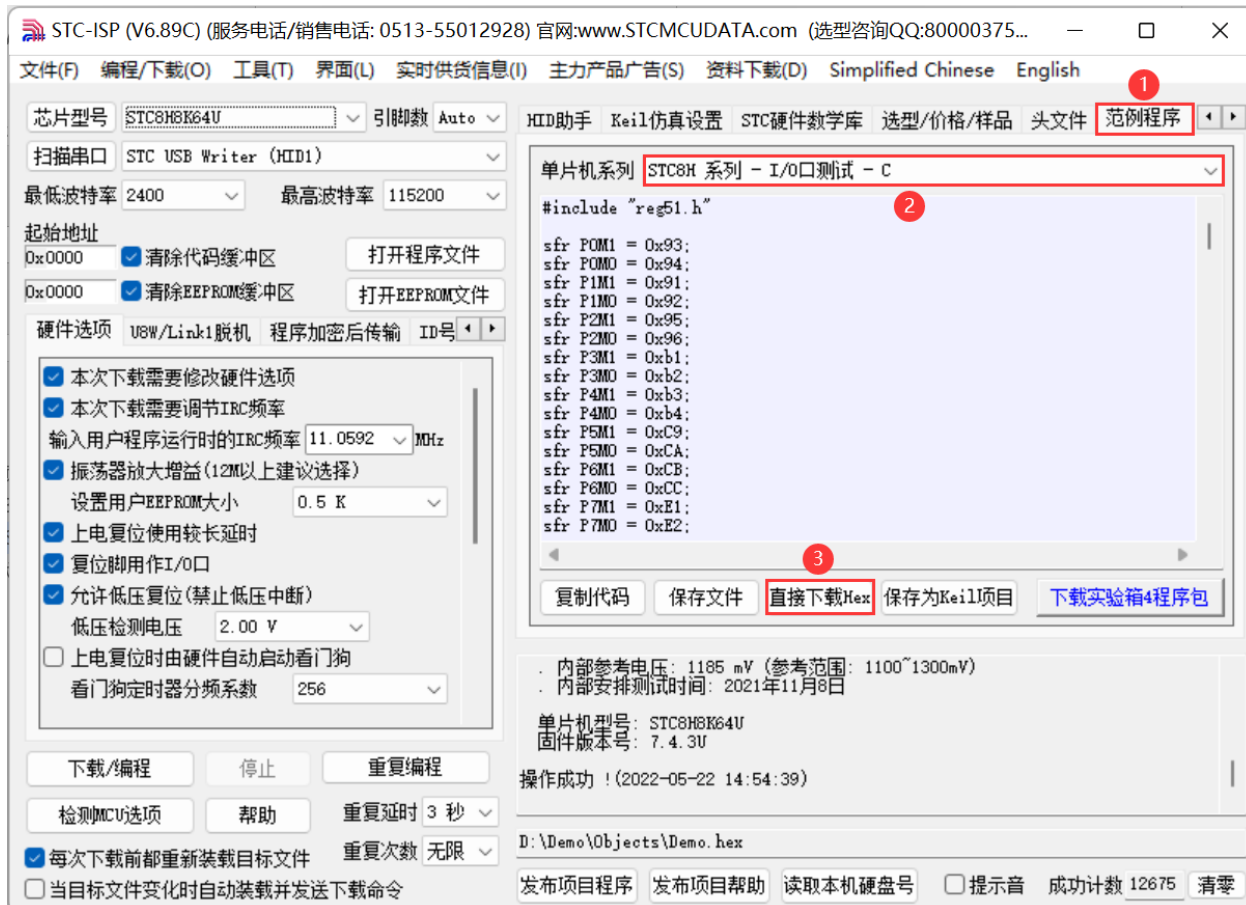 STC-ISP (V6.89C) (服务电话/销售电话: 0513-55012928) 官网:www.STCMCUDATA.com (选型咨询QQ:80000375...
文件(F) 编程/下载(O) 工具(T) 界面(L) 实时供货信息(I) 主力产品广告(S) 资料下载(D) Simplified Chinese English
芯片型号 STC8H8K64U 引脚数 Auto
扫描串口 STC USB Writer (HID1)
最低波特率 2400 最高波特率 115200
起始地址
0x0000 清除代码缓冲区 打开程序文件
0x0000 清除EEPROM缓冲区 打开EEPROM文件
硬件选项 U8W/Link1脱机 程序加密后传输 ID号
本次下载需要修改硬件选项
本次下载需要调节IRC频率
输入用户程序运行时的IRC频率 11.0592 MHz
振荡器放大增益(12M以上建议选择)
设置用户EEPROM大小 0.5 K
上电复位使用较长延时
复位脚用作I/O口
允许低压复位(禁止低压中断)
低压检测电压 2.00 V
上电复位时由硬件自动启动看门狗
看门狗定时器分频系数 256
下载/编程 停止 重复编程
检测MCU选项 帮助 重复延时 3 秒
每次下载前都重新装载目标文件 重复次数 无限
当目标文件变化时自动装载并发送下载命令
1
HID助手 Keil仿真设置 STC硬件数学库 选型/价格/样品 头文件 范例程序
单片机系列 STC8H 系列 - I/O口测试 - C
2
#include "reg51.h"
sfr P0M1 = 0x93;
sfr P0M0 = 0x94;
sfr P1M1 = 0x91;
sfr P1M0 = 0x92;
sfr P2M1 = 0x95;
sfr P2M0 = 0x96;
sfr P3M1 = 0xb1;
sfr P3M0 = 0xb2;
sfr P4M1 = 0xb3;
sfr P4M0 = 0xb4;
sfr P5M1 = 0xC9;
sfr P5M0 = 0xCA;
sfr P6M1 = 0xCB;
sfr P6M0 = 0xCC;
sfr P7M1 = 0xE1;
sfr P7M0 = 0xE2;
3
复制代码 保存文件 直接下载Hex 保存为Keil项目 下载实验箱4程序包
. 内部参考电压: 1185 mV (参考范围: 1100~1300mV)
. 内部安排测试时间: 2021年11月8日
单片机型号: STC8H8K64U
固件版本号: 7.4.3U
操作成功 !(2022-05-22 14:54:39)
D:\Demo\Objects\Demo.hex
发布项目程序 发布项目帮助 读取本机硬盘号 提示音 成功计数 12675 清零